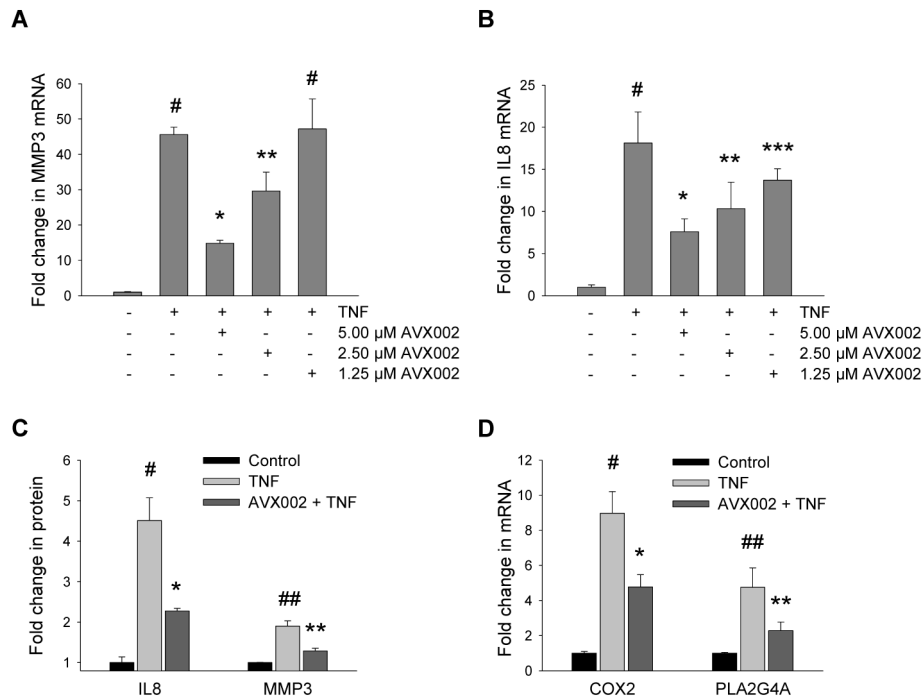 A
Fold change in MMP3 mRNA
60
50
40
30
20
10
0
# 
* 
** 
#
- + + + + TNF
- - + - - 5.00 µM AVX002
- - - + - 2.50 µM AVX002
- - - - + 1.25 µM AVX002
B
Fold change in IL8 mRNA
25
20
15
10
5
0
#
*
**
***
- + + + + TNF
- - + - - 5.00 µM AVX002
- - - + - 2.50 µM AVX002
- - - - + 1.25 µM AVX002
C
Fold change in protein
6
5
4
3
2
1
Control
TNF
AVX002 + TNF
#
*
##
**
IL8 MMP3
D
Fold change in mRNA
12
10
8
6
4
2
0
Control
TNF
AVX002 + TNF
#
*
##
**
COX2 PLA2G4A